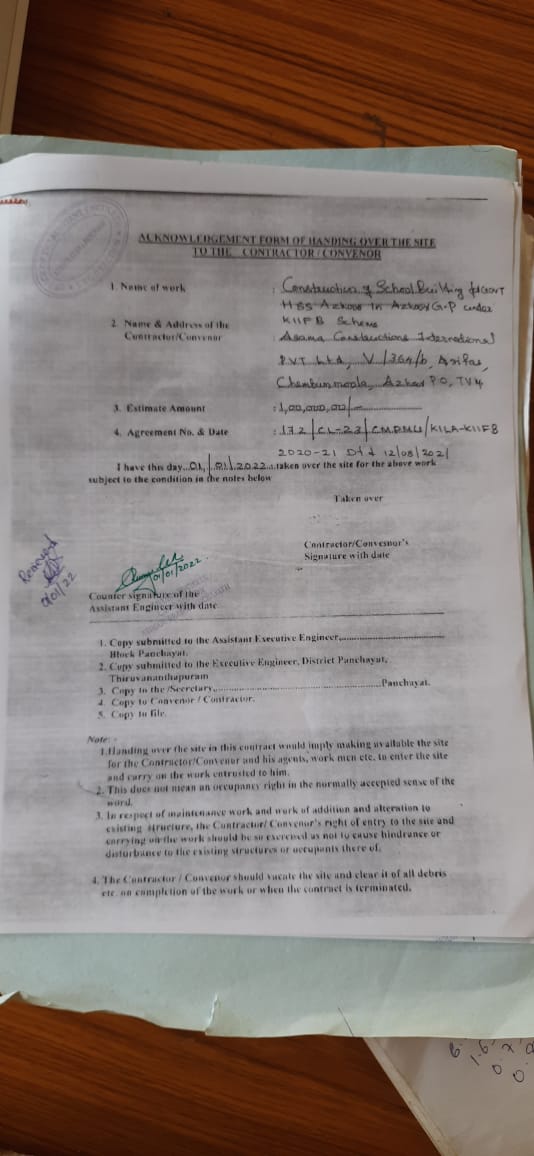 ACKNOWLEDGEMENT FORM OF HANDING OVER THE SITE
TO THE CONTRACTOR / CONVENOR
1. Name of work : Construction of School Building for GOVT
HSS Azhoor in Azhoor G.P under
KIIFB Scheme
2. Name & Address of the
Contractor/Convenor : Constructions International
PVT Ltd, V/364/b,
P.O, TVM
3. Estimate Amount : 1,00,000,00/-
4. Agreement No. & Date : 172/CL-23/CMRMU/KILA-KIIFB
2020-21 Dtd 12/08/2021
I have this day...01/01/2022...taken over the site for the above work
subject to the condition in the notes below
Taken over
Contractor/Convesnor's
Signature with date
Received
01/01/22
01/01/2022
Counter signature of the
Assistant Engineer with date
1. Copy submitted to the Assistant Executive Engineer,
Block Panchayat.
2. Copy submitted to the Executive Engineer, District Panchayat,
Thiruvananthapuram
3. Copy to the /Secretary, Panchayat.
4. Copy to Convenor / Contractor.
5. Copy to file.
Note: -
1.Handing over the site in this contract would imply making available the site
for the Contractor/Convenor and his agents, work men etc. to enter the site
and carry on the work entrusted to him.
2. This does not mean an occupancy right in the normally accepted sense of the
word.
3. In respect of maintenance work and work of addition and alteration to
existing structure, the Contractor/ Convenor's right of entry to the site and
carrying on the work should be so exercised as not to cause hindrance or
disturbance to the existing structures or occupants there of.
4. The Contractor / Convenor should vacate the site and clear it of all debris
etc. on completion of the work or when the contract is terminated.